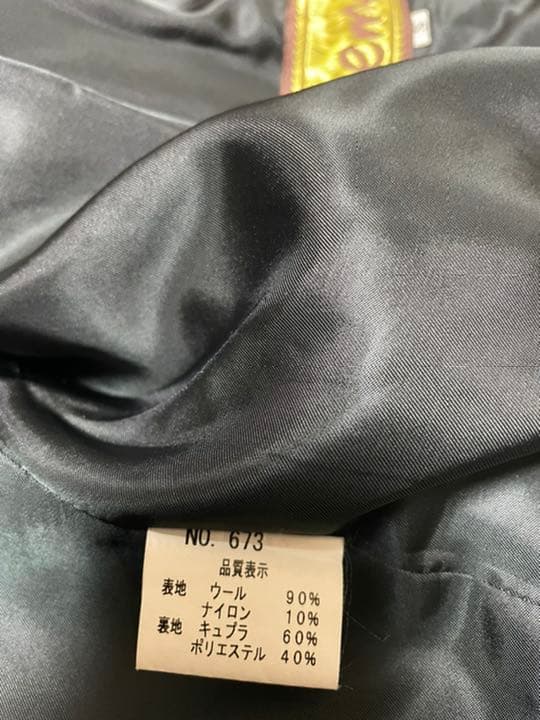 we
NO. 673
品質表示
表地 ウール 90%
ナイロン 10%
裏地 キュプラ 60%
ポリエステル 40%